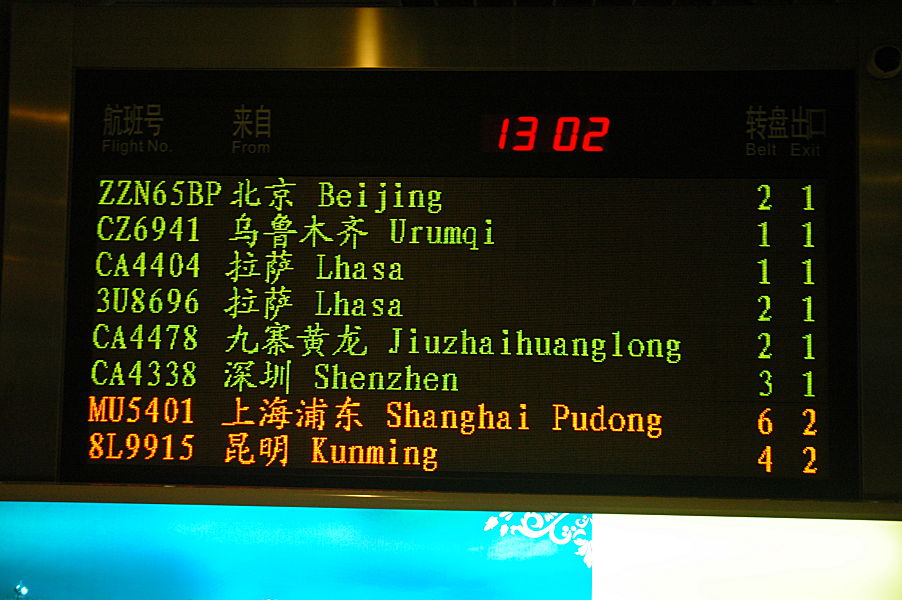 航班号 来自 13 02 转盘 出口
Flight No. From Belt Exit
ZZN65BP 北京 Beijing 2 1
CZ6941 乌鲁木齐 Urumqi 1 1
CA4404 拉萨 Lhasa 1 1
3U8696 拉萨 Lhasa 2 1
CA4478 九寨黄龙 Jiuzhaihuanglong 2 1
CA4338 深圳 Shenzhen 3 1
MU5401 上海浦东 Shanghai Pudong 6 2
8L9915 昆明 Kunming 4 2